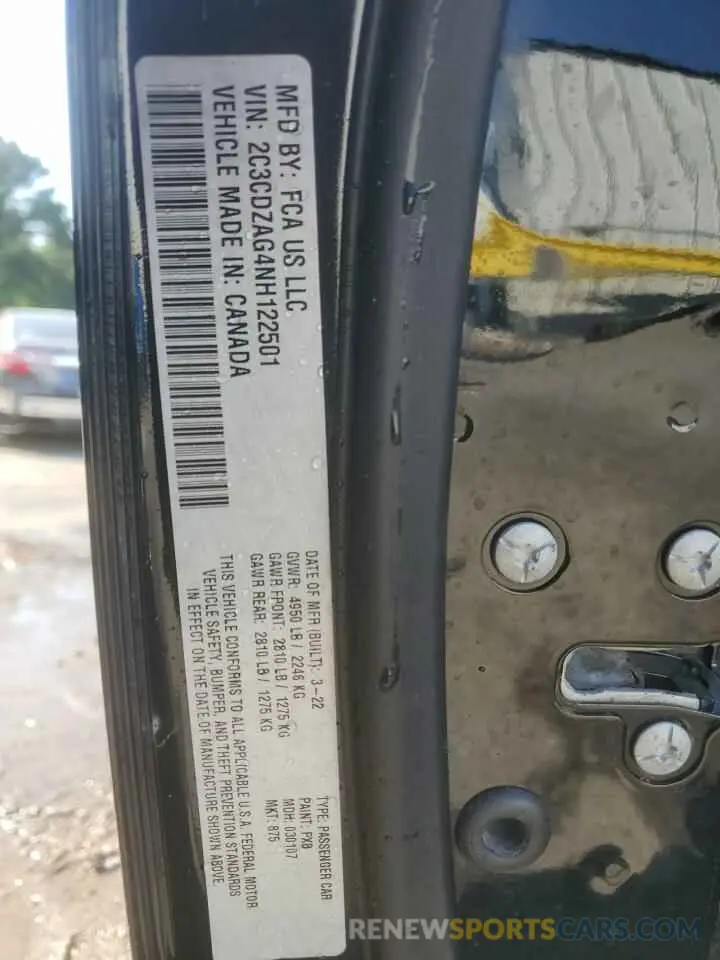 MFD BY: FCA US LLC
VIN: 2C3CDZAG4NH122501
VEHICLE MADE IN: CANADA
DATE OF MFR (BUILT): 3-22
GVWR: 4950 LB / 2246 KG
GAWR FRONT: 2810 LB / 1275 KG
GAWR REAR: 2810 LB / 1275 KG
THIS VEHICLE CONFORMS TO ALL APPLICABLE U.S.A. FEDERAL MOTOR
VEHICLE SAFETY, BUMPER, AND THEFT PREVENTION STANDARDS
IN EFFECT ON THE DATE OF MANUFACTURE SHOWN ABOVE.
TYPE: PASSENGER CAR
PAINT: PX8
MDH: 030107
MKT: 875
RENEWSPORTSCAR.COM